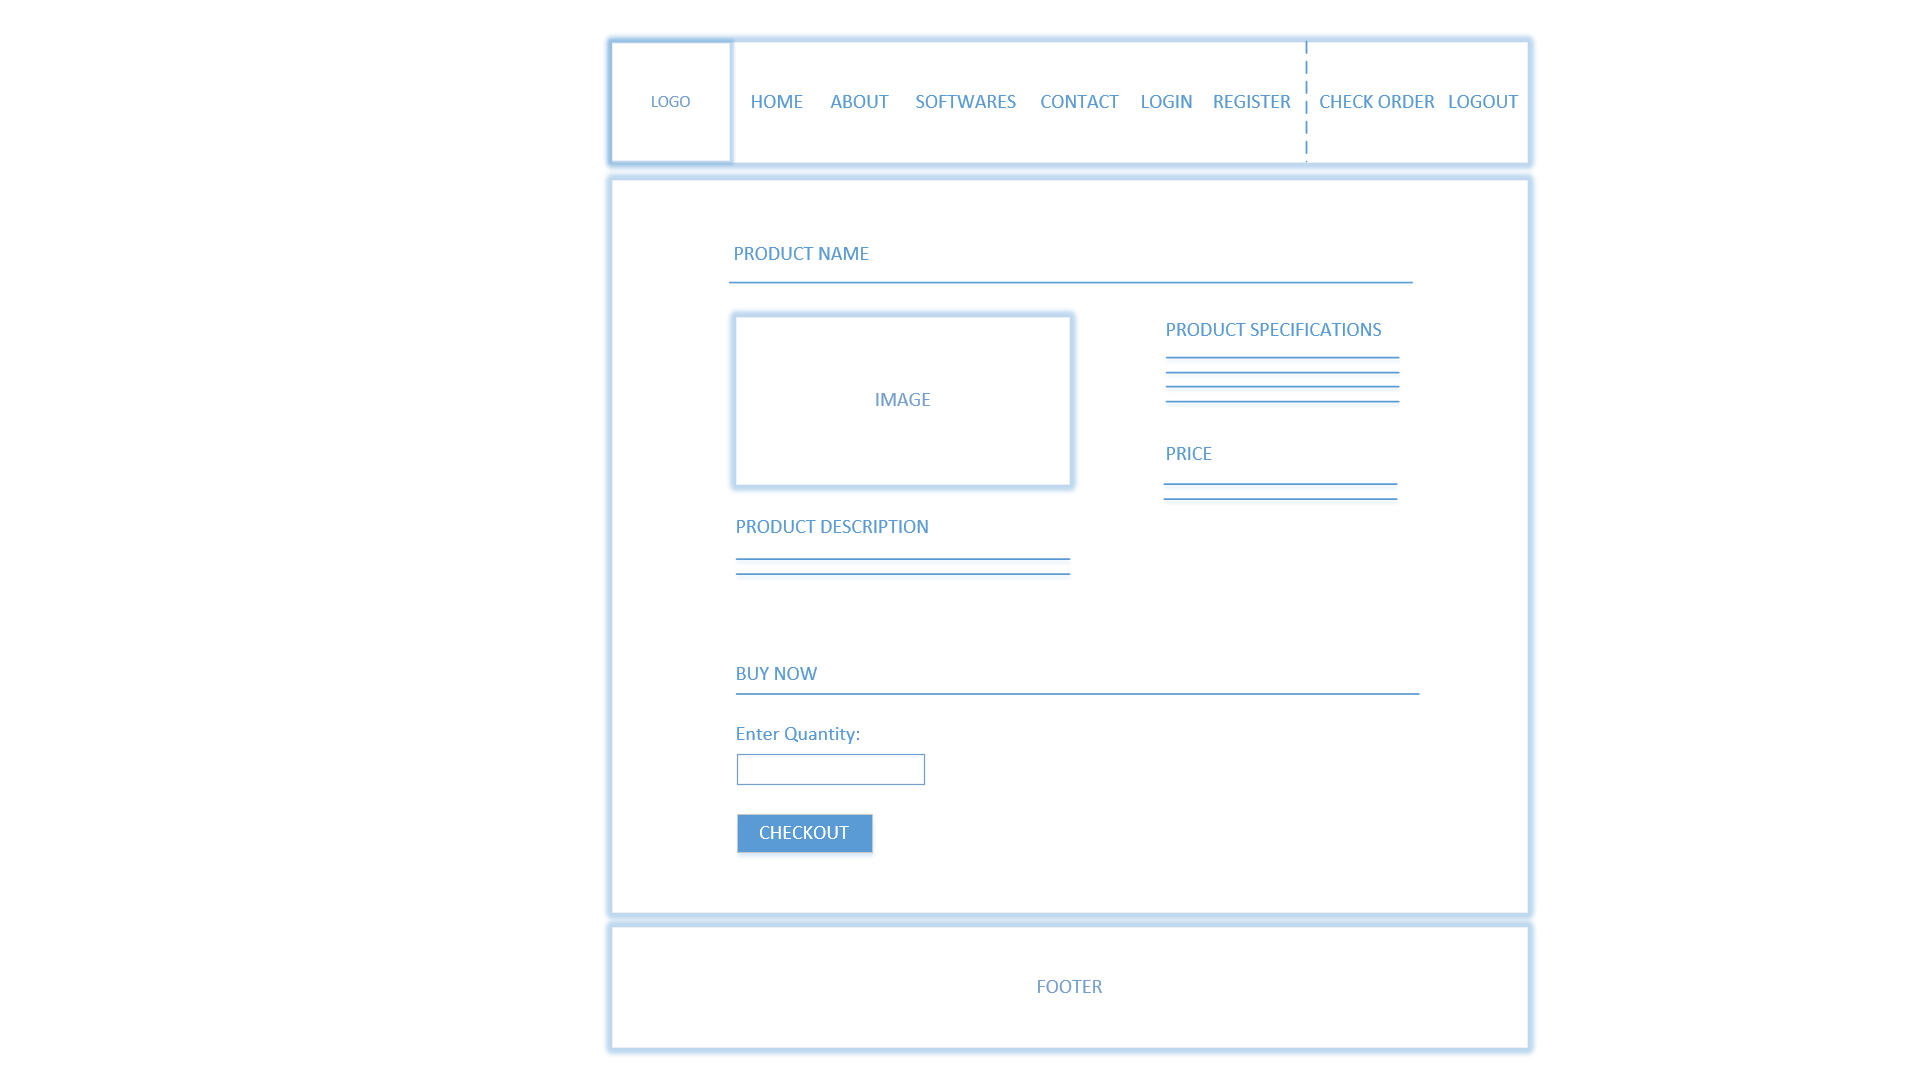 LOGO HOME ABOUT SOFTWARES CONTACT LOGIN REGISTER CHECK ORDER LOGOUT
PRODUCT NAME
IMAGE
PRODUCT DESCRIPTION
PRODUCT SPECIFICATIONS
PRICE
BUY NOW
Enter Quantity:
CHECKOUT
FOOTER